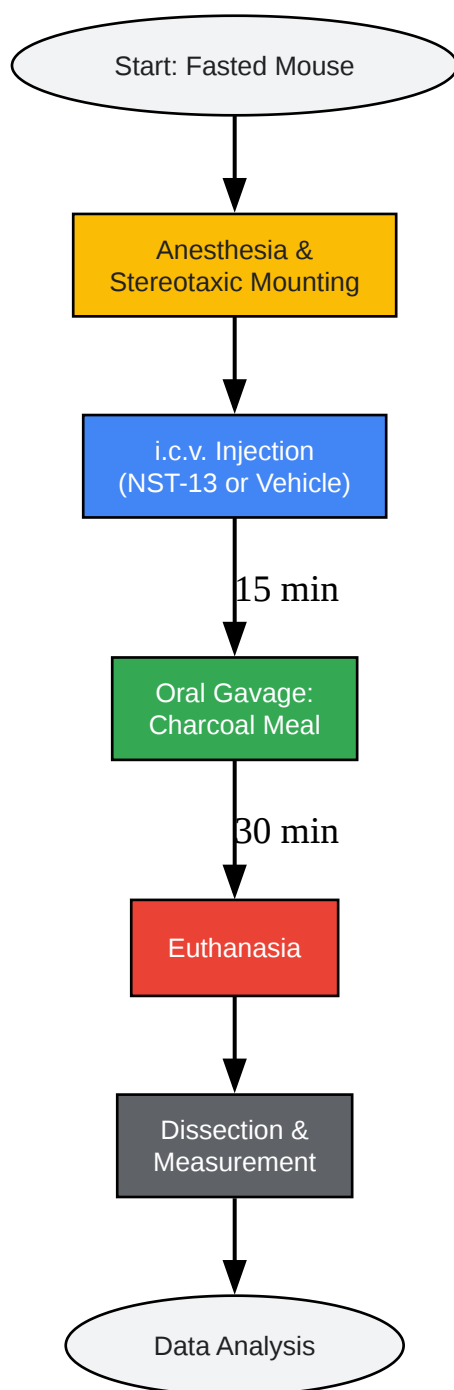 Start: Fasted Mouse
Anesthesia &
Stereotaxic Mounting
i.c.v. Injection
(NST-13 or Vehicle)
15 min
Oral Gavage:
Charcoal Meal
30 min
Euthanasia
Dissection &
Measurement
Data Analysis